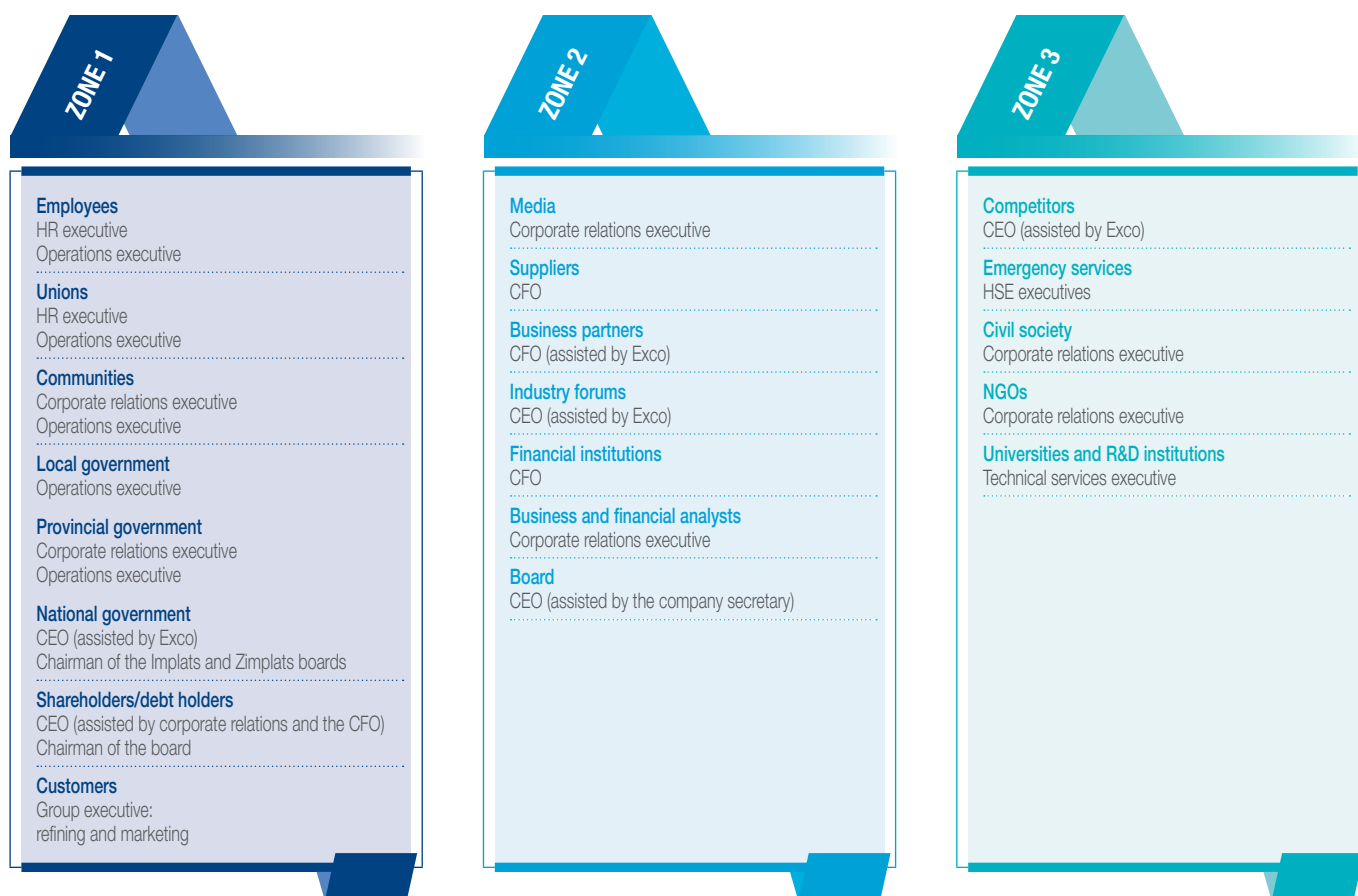 ZONE 1
Employees
HR executive
Operations executive
Unions
HR executive
Operations executive
Communities
Corporate relations executive
Operations executive
Local government
Operations executive
Provincial government
Corporate relations executive
Operations executive
National government
CEO (assisted by Exco)
Chairman of the Implats and Zimplats boards
Shareholders/debt holders
CEO (assisted by corporate relations and the CFO)
Chairman of the board
Customers
Group executive:
refining and marketing
ZONE 2
Media
Corporate relations executive
Suppliers
CFO
Business partners
CFO (assisted by Exco)
Industry forums
CEO (assisted by Exco)
Financial institutions
CFO
Business and financial analysts
Corporate relations executive
Board
CEO (assisted by the company secretary)
ZONE 3
Competitors
CEO (assisted by Exco)
Emergency services
HSE executives
Civil society
Corporate relations executive
NGOs
Corporate relations executive
Universities and R&D institutions
Technical services executive